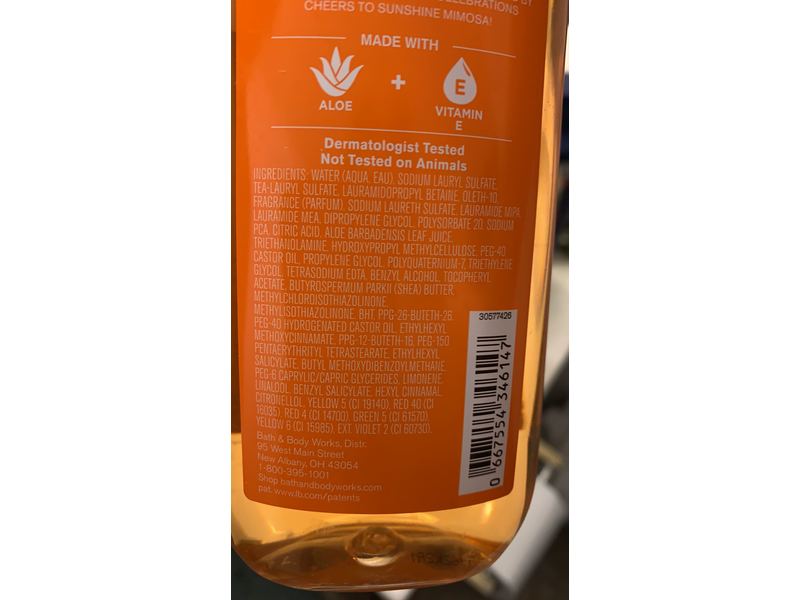 CELEBRATIONS BY
CHEERS TO SUNSHINE MIMOSA!
MADE WITH
ALOE
+
E
VITAMIN
E
Dermatologist Tested
Not Tested on Animals
INGREDIENTS: WATER (AQUA, EAU), SODIUM LAURYL SULFATE,
TEA-LAURYL SULFATE, LAURAMIDOPROPYL BETAINE, OLETH-10,
FRAGRANCE (PARFUM), SODIUM LAURETH SULFATE, LAURAMIDE MIPA,
LAURAMIDE MEA, DIPROPYLENE GLYCOL, POLYSORBATE 20, SODIUM
PCA, CITRIC ACID, ALOE BARBADENSIS LEAF JUICE,
TRIETHANOLAMINE, HYDROXYPROPYL METHYLCELLULOSE, PEG-40
CASTOR OIL, PROPYLENE GLYCOL, POLYQUATERNIUM-7, TRIETHYLENE
GLYCOL, TETRASODIUM EDTA, BENZYL ALCOHOL, TOCOPHERYL
ACETATE, BUTYROSPERMUM PARKII (SHEA) BUTTER,
METHYLCHLOROISOTHIAZOLINONE,
METHYLISOTHIAZOLINONE, BHT, PPG-26-BUTETH-26,
PEG-40 HYDROGENATED CASTOR OIL, ETHYLHEXYL
METHOXYCINNAMATE, PPG-12-BUTETH-16, PEG-150
PENTAERYTHRITYL TETRASTEARATE, ETHYLHEXYL
SALICYLATE, BUTYL METHOXYDIBENZOYLMETHANE,
PEG-6 CAPRYLIC/CAPRIC GLYCERIDES, LIMONENE,
LINALOOL, BENZYL SALICYLATE, HEXYL CINNAMAL,
CITRONELLOL, YELLOW 5 (CI 19140), RED 40 (CI
16035), RED 4 (CI 14700), GREEN 5 (CI 61570),
YELLOW 6 (CI 15985), EXT. VIOLET 2 (CI 60730).
Bath & Body Works, Distr.
95 West Main Street
New Albany, OH 43054
1-800-395-1001
Shop bathandbodyworks.com
pat. www.lb.com/patents
30577426
0 667554 346147